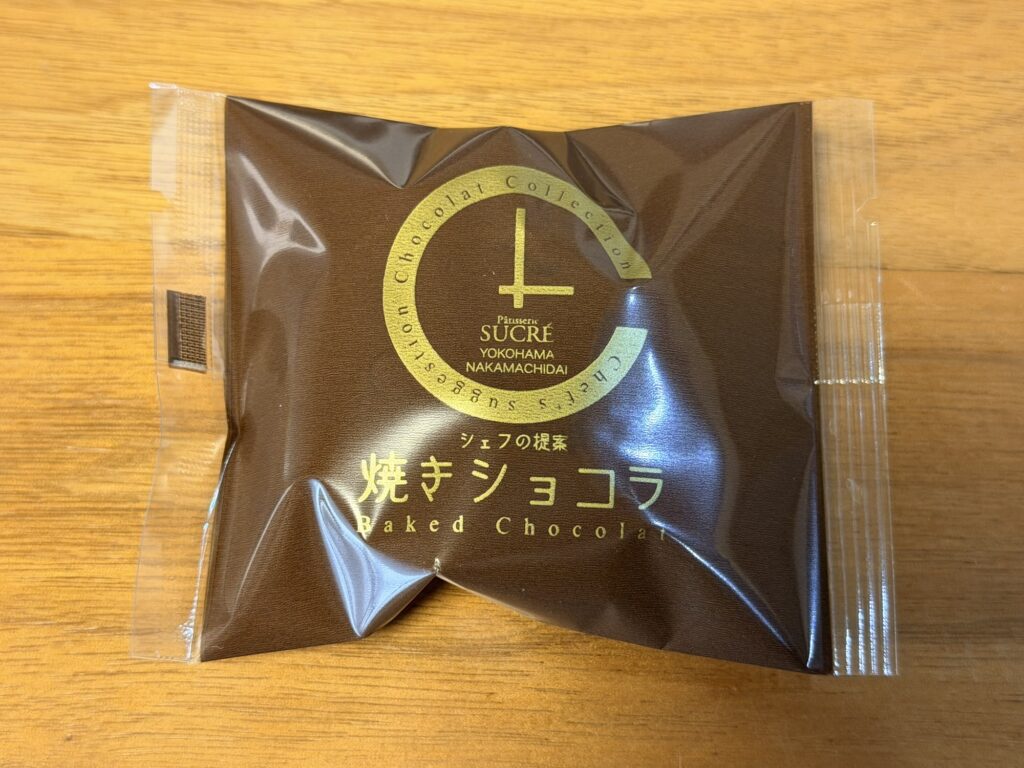 Chef's suggestion Chocolat Collection
Pâtisserie
SUCRÉ
YOKOHAMA
NAKAMACHIDAI
シェフの提案
焼きショコラ
Baked Chocolat